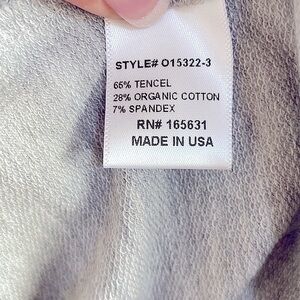 STYLE# O15322-3
65% TENCEL
28% ORGANIC COTTON
7% SPANDEX
RN# 165631
MADE IN USA